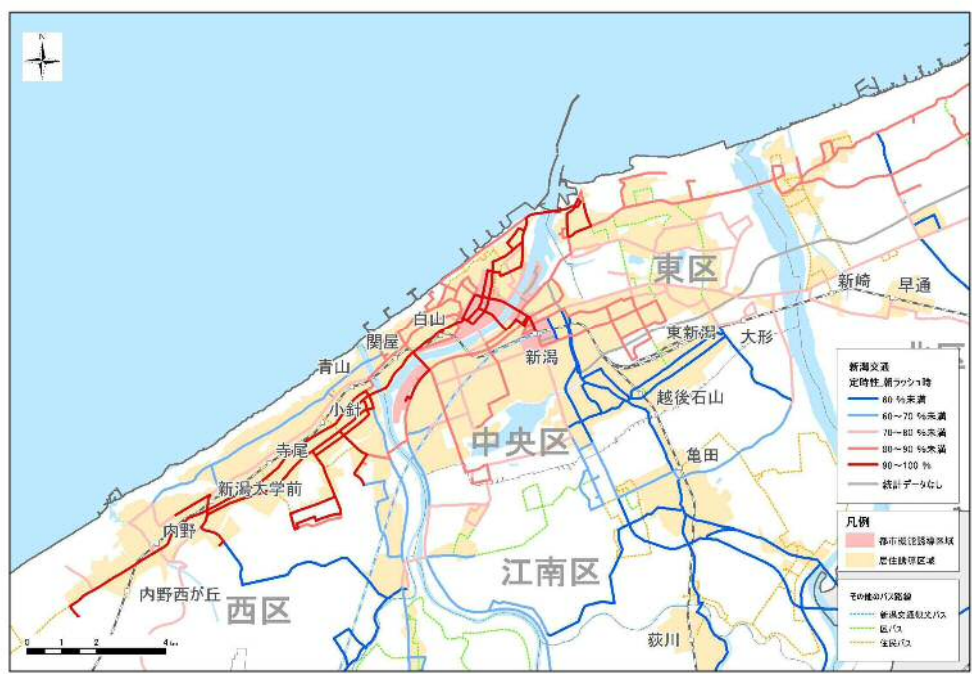 N
東区
新崎
早通
白山
関屋
新潟
東新潟
大形
青山
小針
越後石山
中央区
寺尾
亀田
新潟大学前
内野
江南区
内野西が丘
西区
荻川
0 1 2 4 km
新潟交通
定時性_朝ラッシュ時
60 %未満
60～70 %未満
70～80 %未満
80～90 %未満
90～100 %
統計データなし
凡例
都市機能誘導区域
居住誘導区域
その他のバス路線
新潟交通観光バス
区バス
住民バス